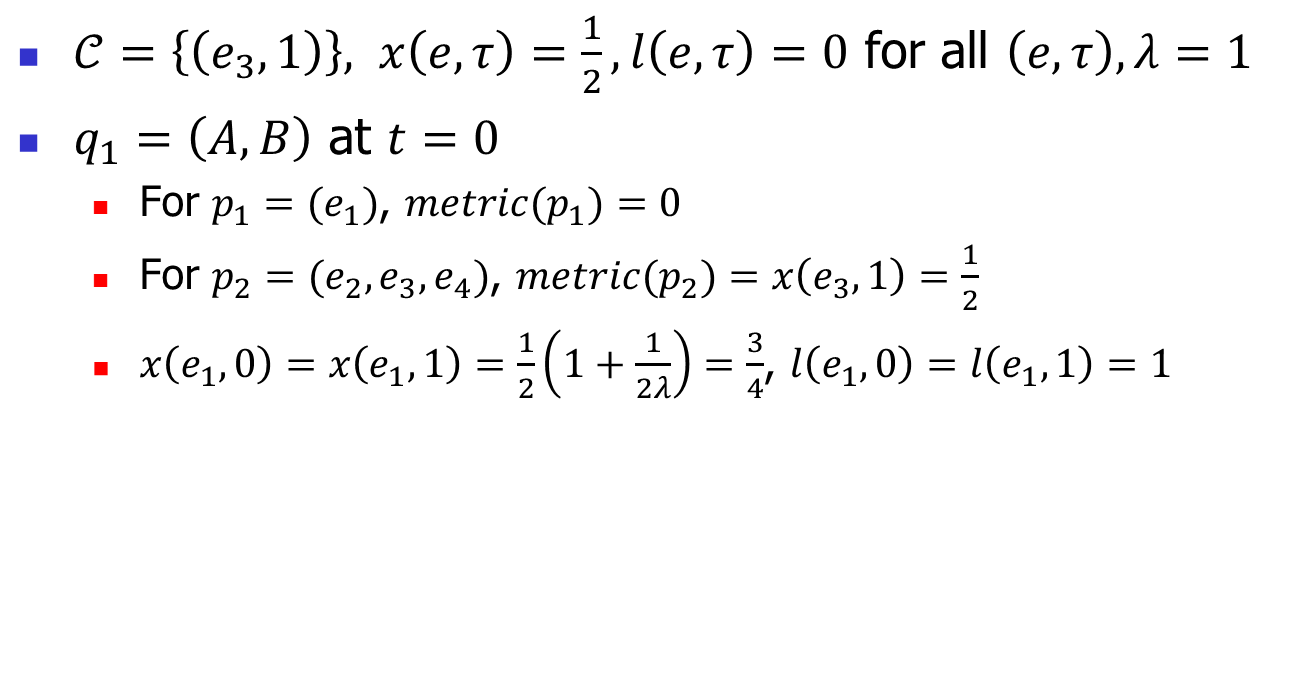 ▪ 𝒞 = {(e₃, 1)}, x(e, τ) = 1/2, l(e, τ) = 0 for all (e, τ), λ = 1
▪ q₁ = (A, B) at t = 0
▪ For p₁ = (e₁), metric(p₁) = 0
▪ For p₂ = (e₂, e₃, e₄), metric(p₂) = x(e₃, 1) = 1/2
▪ x(e₁, 0) = x(e₁, 1) = 1/2(1 + 1/2λ) = 3/4, l(e₁, 0) = l(e₁, 1) = 1